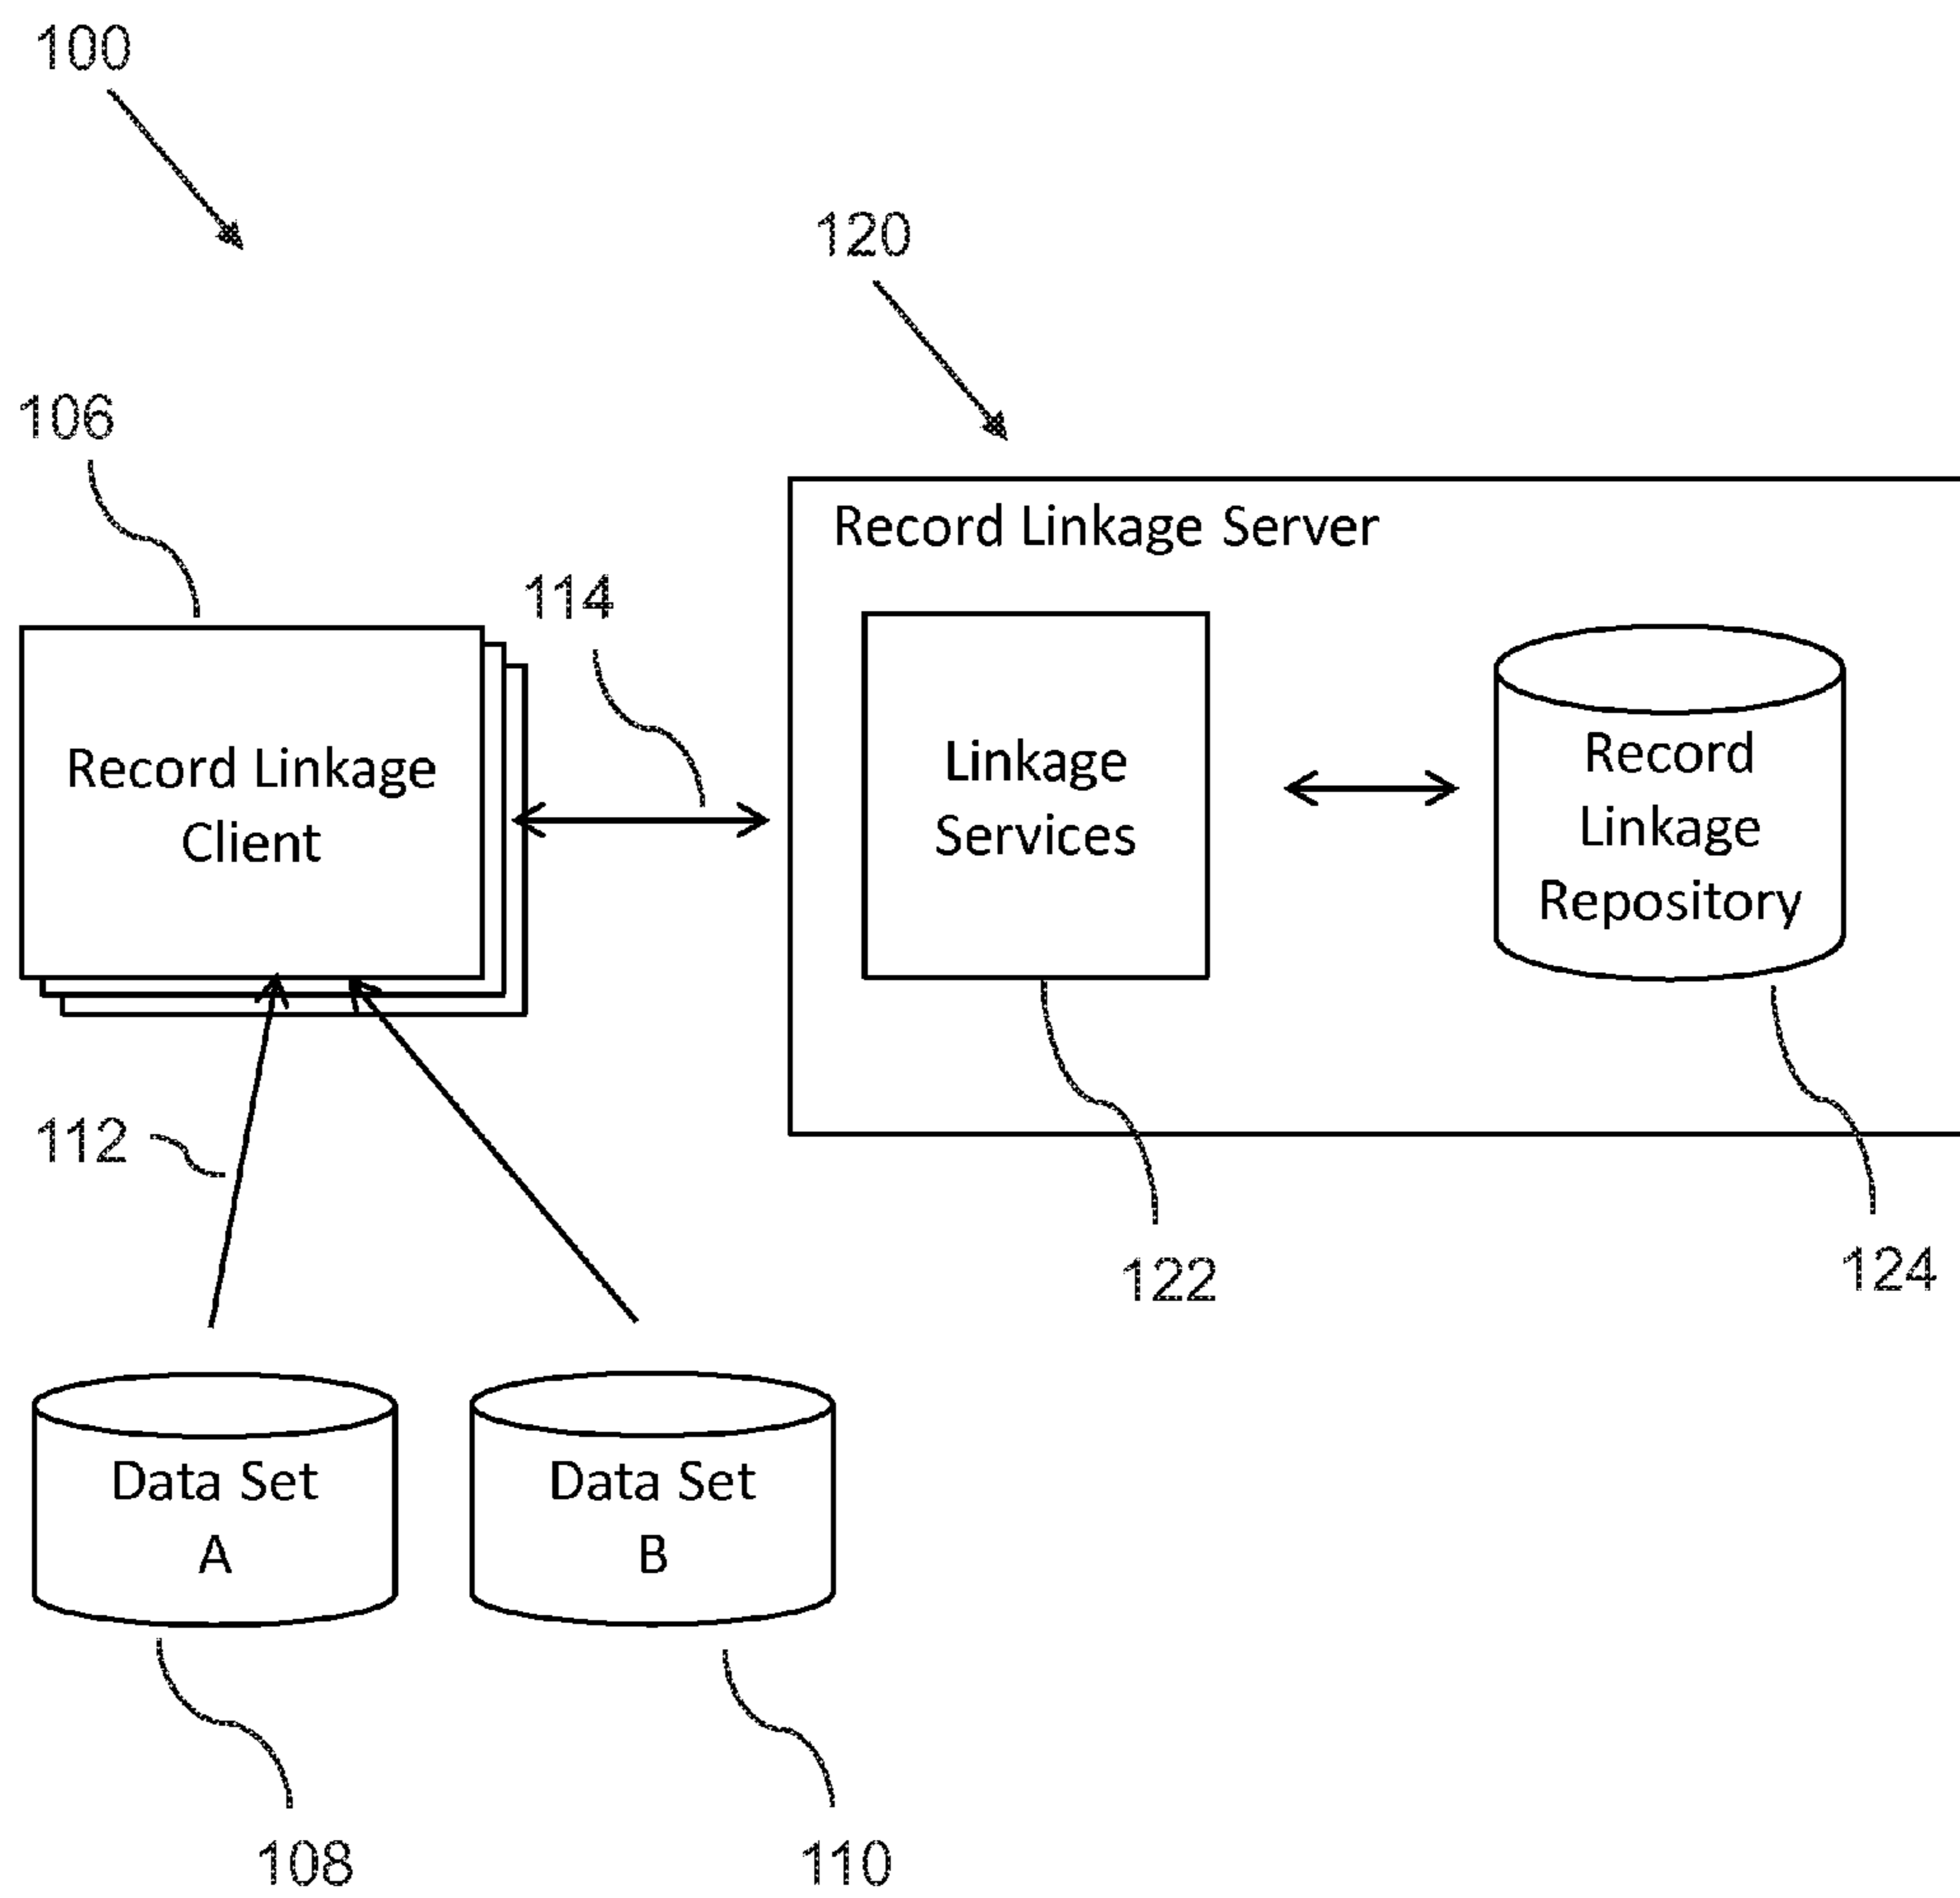 100
120
106
Record Linkage Server
114
Record Linkage
Client
Linkage
Services
Record
Linkage
Repository
112
122
124
Data Set
A
Data Set
B
108
110